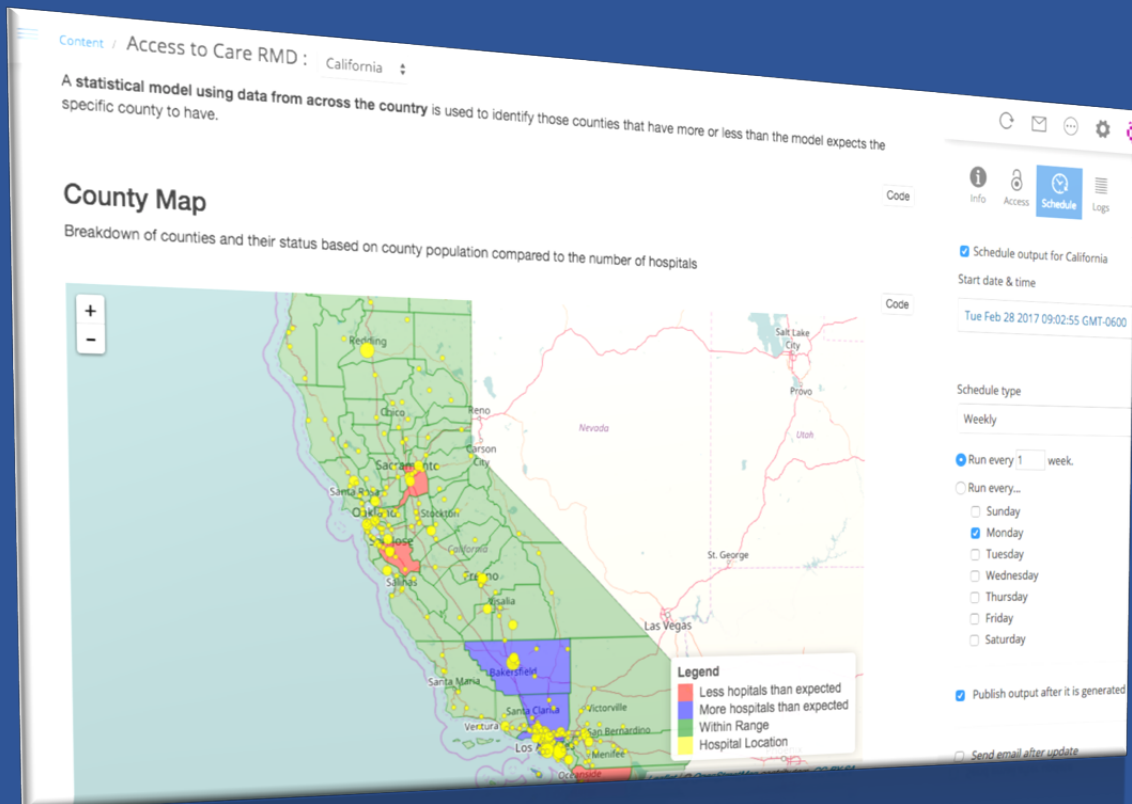 Content / Access to Care RMD : California
A statistical model using data from across the country is used to identify those counties that have more or less than the model expects the
specific county to have.
County Map
Code
Breakdown of counties and their status based on county population compared to the number of hospitals
Code
+
-
Redding
Chico
Reno
Carson
City
Nevada
Salt Lake
City
Provo
Utah
Sacramento
Santa Rosa
Oakland
Stockton
San Jose
California
Salinas
Fresno
Visalia
St. George
Las Vegas
Bakersfield
Santa Maria
Santa Clarita
Victorville
Ventura
San Bernardino
Los
Menifee
Oceanside
Legend
Less hopitals than expected
More hospitals than expected
Within Range
Hospital Location
Info
Access
Schedule
Logs
Schedule output for California
Start date & time
Tue Feb 28 2017 09:02:55 GMT-0600
Schedule type
Weekly
Run every 1 week.
Run every...
Sunday
Monday
Tuesday
Wednesday
Thursday
Friday
Saturday
Publish output after it is generated
Send email after update